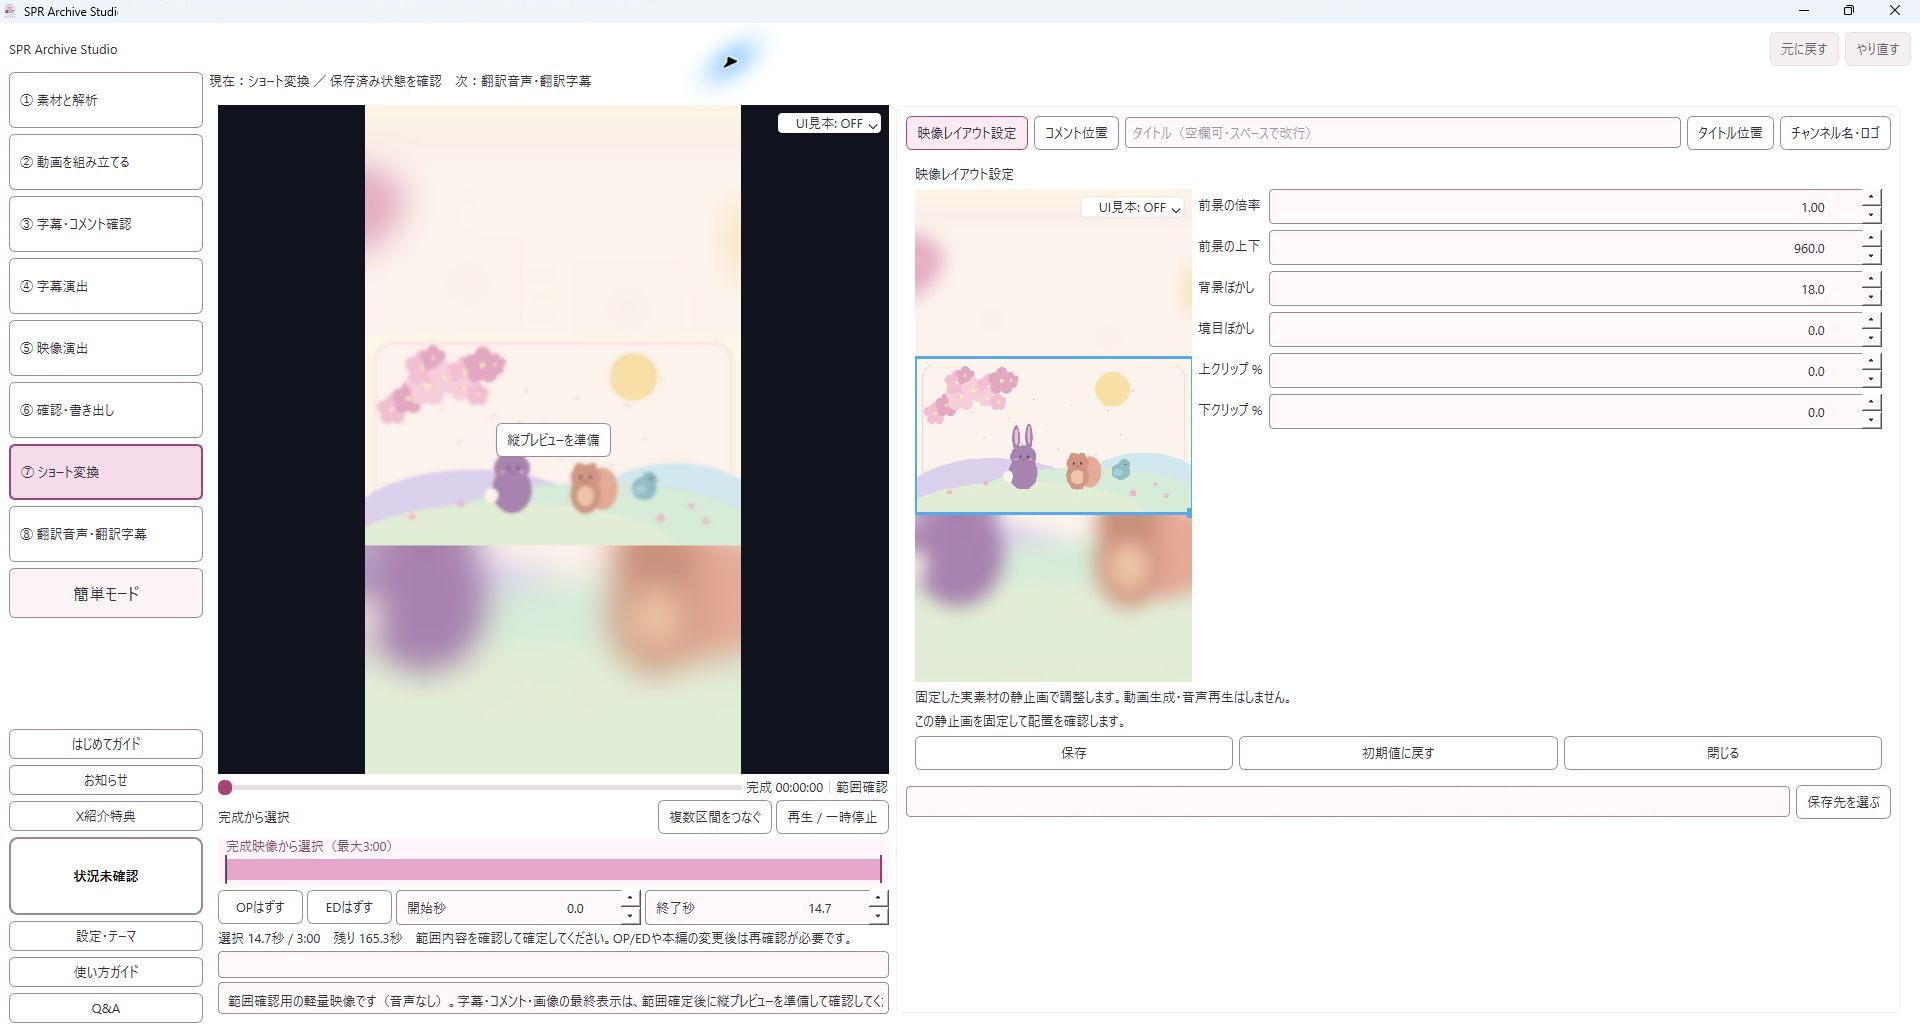 SPR Archive Studi
SPR Archive Studio
元に戻す
やり直す
現在：ショート変換 ／ 保存済み状態を確認　次：翻訳音声・翻訳字幕
① 素材と解析
② 動画を組み立てる
③ 字幕・コメント確認
④ 字幕演出
⑤ 映像演出
⑥ 確認・書き出し
⑦ ショート変換
⑧ 翻訳音声・翻訳字幕
簡単モード
はじめてガイド
お知らせ
X紹介特典
状況未確認
設定・テーマ
使い方ガイド
Q&A
UI見本: OFF
縦プレビューを準備
完成 00:00:00
範囲確認
完成から選択
複数区間をつなぐ
再生 / 一時停止
完成映像から選択（最大3:00）
OPはずす
EDはずす
開始秒 0.0
終了秒 14.7
選択 14.7秒 / 3:00　残り 165.3秒　範囲内容を確認して確定してください。OP/EDや本編の変更後は再確認が必要です。
範囲確認用の軽量映像です（音声なし）。字幕・コメント・画像の最終表示は、範囲確定後に縦プレビューを準備して確認してく
映像レイアウト設定
コメント位置
タイトル（空欄可・スペースで改行）
タイトル位置
チャンネル名・ロゴ
映像レイアウト設定
UI見本: OFF
前景の倍率 1.00
前景の上下 960.0
背景ぼかし 18.0
境目ぼかし 0.0
上クリップ % 0.0
下クリップ % 0.0
固定した実素材の静止画で調整します。動画生成・音声再生はしません。
この静止画を固定して配置を確認します。
保存
初期値に戻す
閉じる
保存先を選ぶ